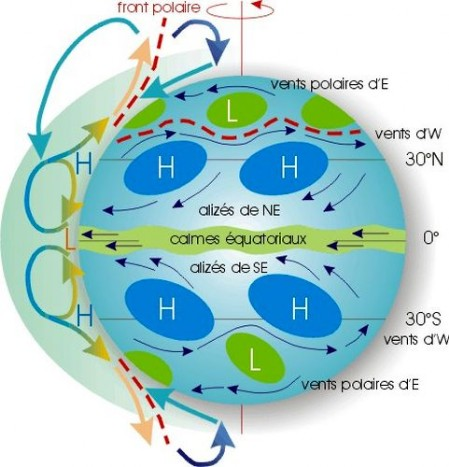 front polaire
vents polaires d'E
L
vents d'W
H
H
H
30°N
alizés de NE
L
calmes équatoriaux
0°
alizés de SE
H
H
H
30°S
vents d'W
L
vents polaires d'E